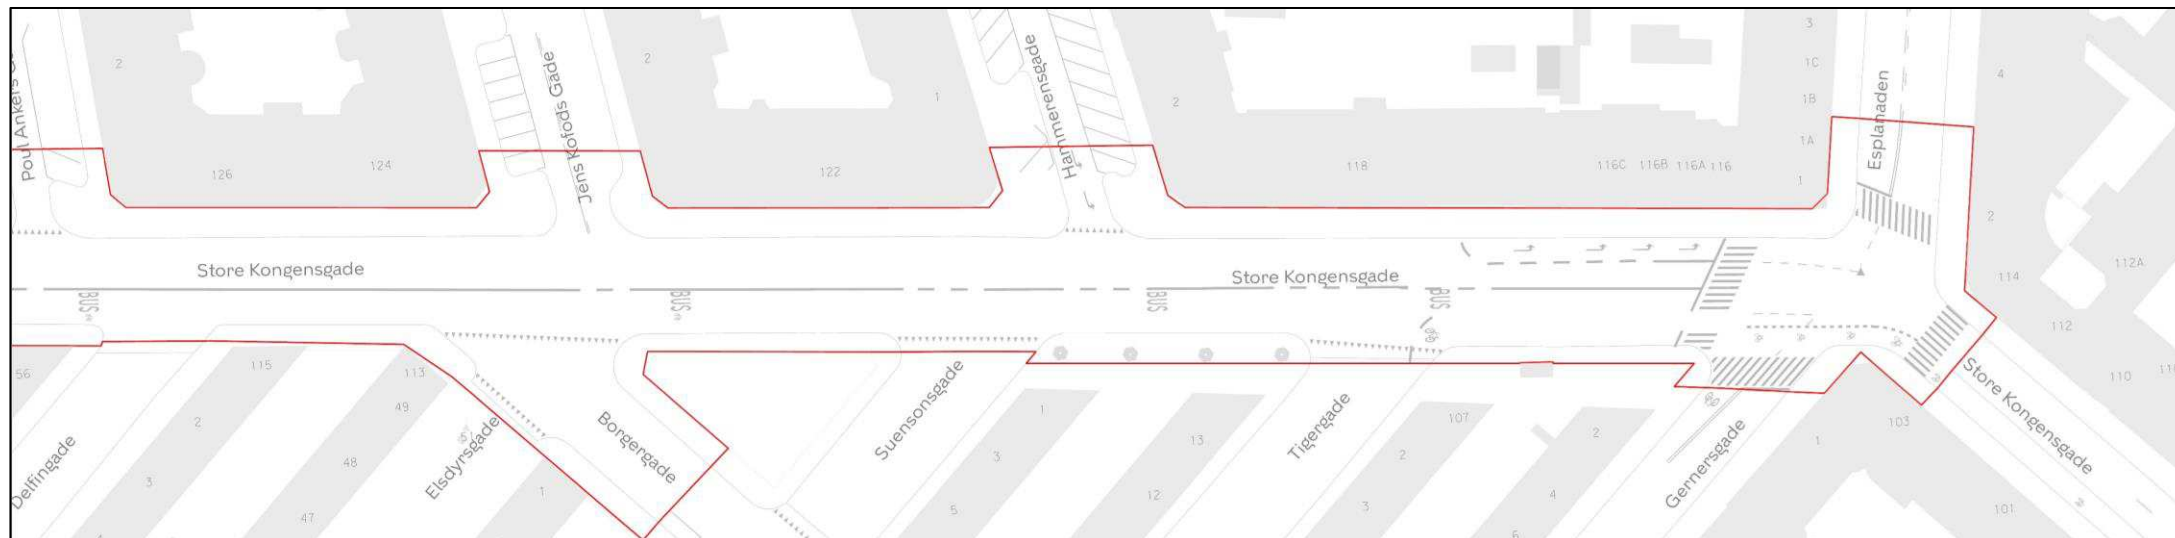 Poul Ankers G
2
126
124
Jens Kofods Gade
2
122
1
Hammerensgade
2
118
116C
116B
116A
116
3
1C
1B
1A
1
Esplanaden
4
2
114
112A
112
110
Store Kongensgade
Store Kongensgade
BUS
BUS
BUS
BUS
56
115
113
49
2
48
3
47
Delfingade
Elsdyrsgade
51
1
Borgergade
Suensonsgade
1
3
5
13
12
Tigergade
107
2
3
2
4
6
Gernersgade
1
103
101
Store Kongensgade